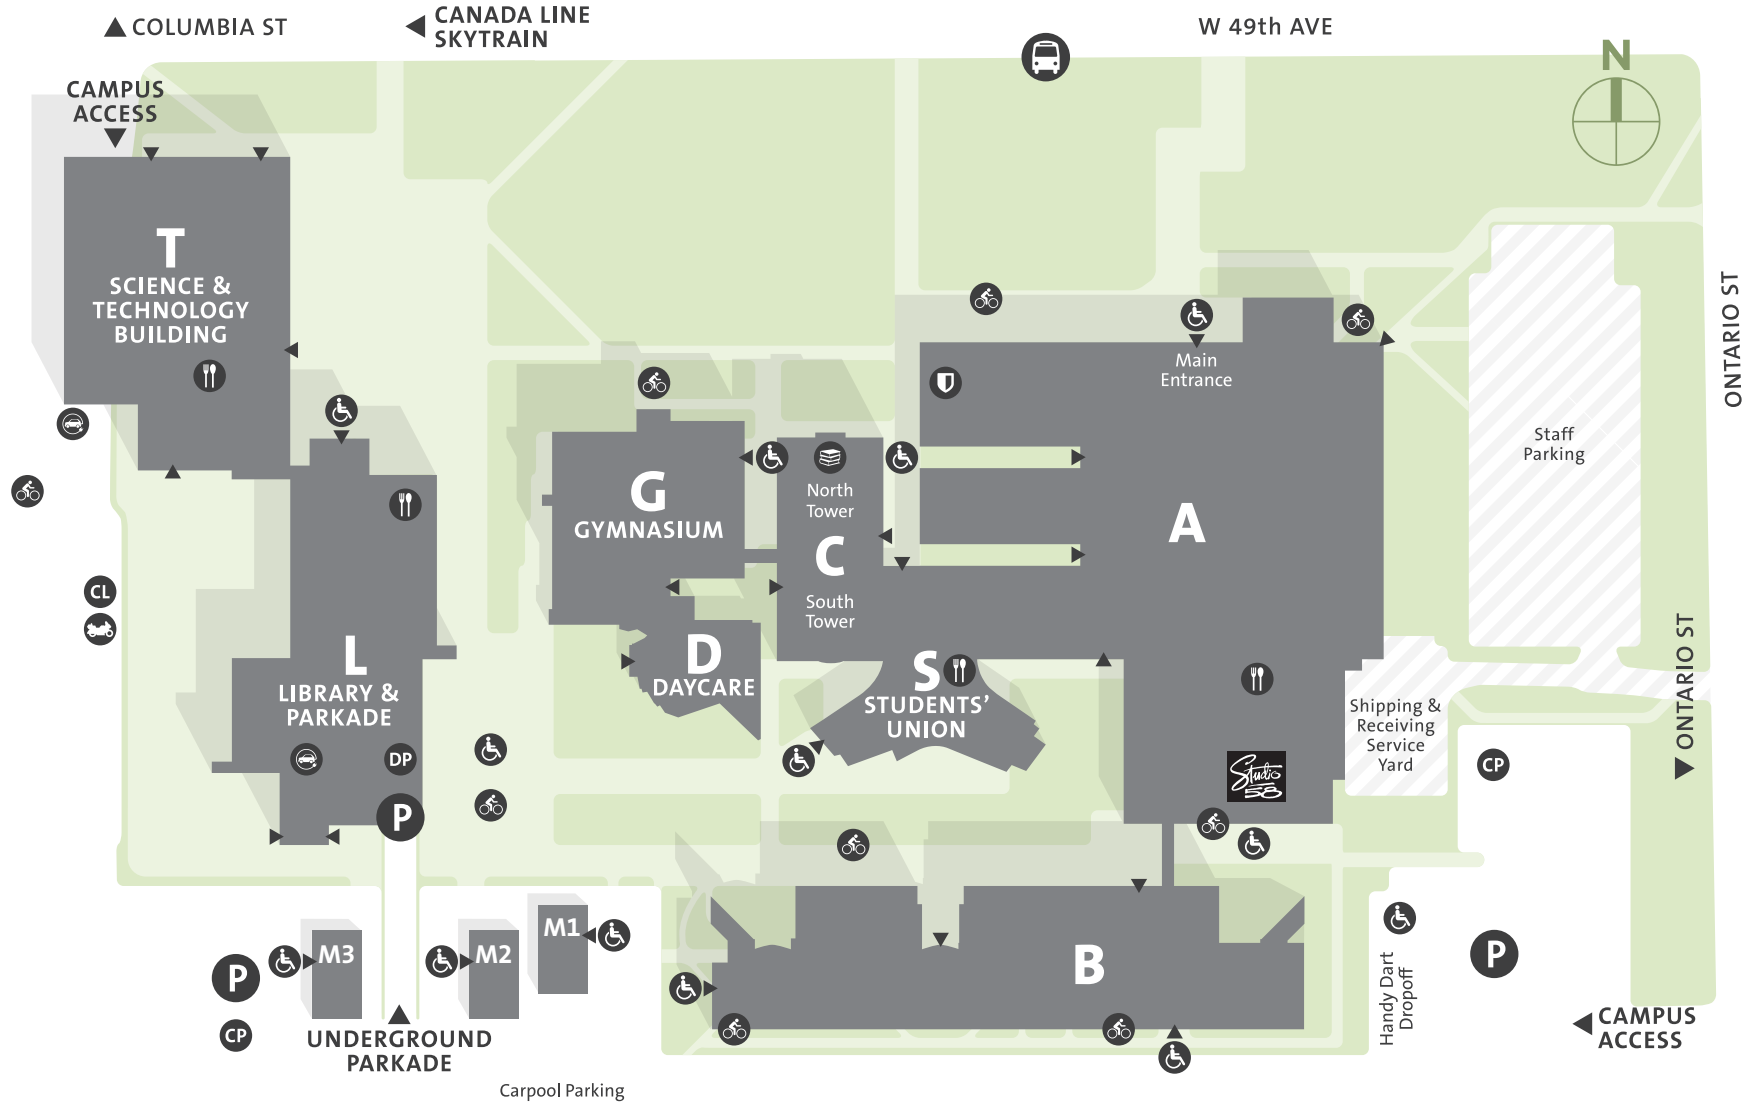 COLUMBIA ST
CANADA LINE
SKYTRAIN
W 49th AVE
N
CAMPUS
ACCESS
T
SCIENCE &
TECHNOLOGY
BUILDING
ONTARIO ST
Main
Entrance
Staff
Parking
G
GYMNASIUM
North
Tower
C
South
Tower
A
CL
L
LIBRARY &
PARKADE
DP
P
D
DAYCARE
S
STUDENTS'
UNION
Shipping &
Receiving
Service
Yard
ONTARIO ST
Studio
58
CP
M3
M2
M1
P
CP
B
Handy Dart
Dropoff
P
UNDERGROUND
PARKADE
CAMPUS
ACCESS
Carpool Parking